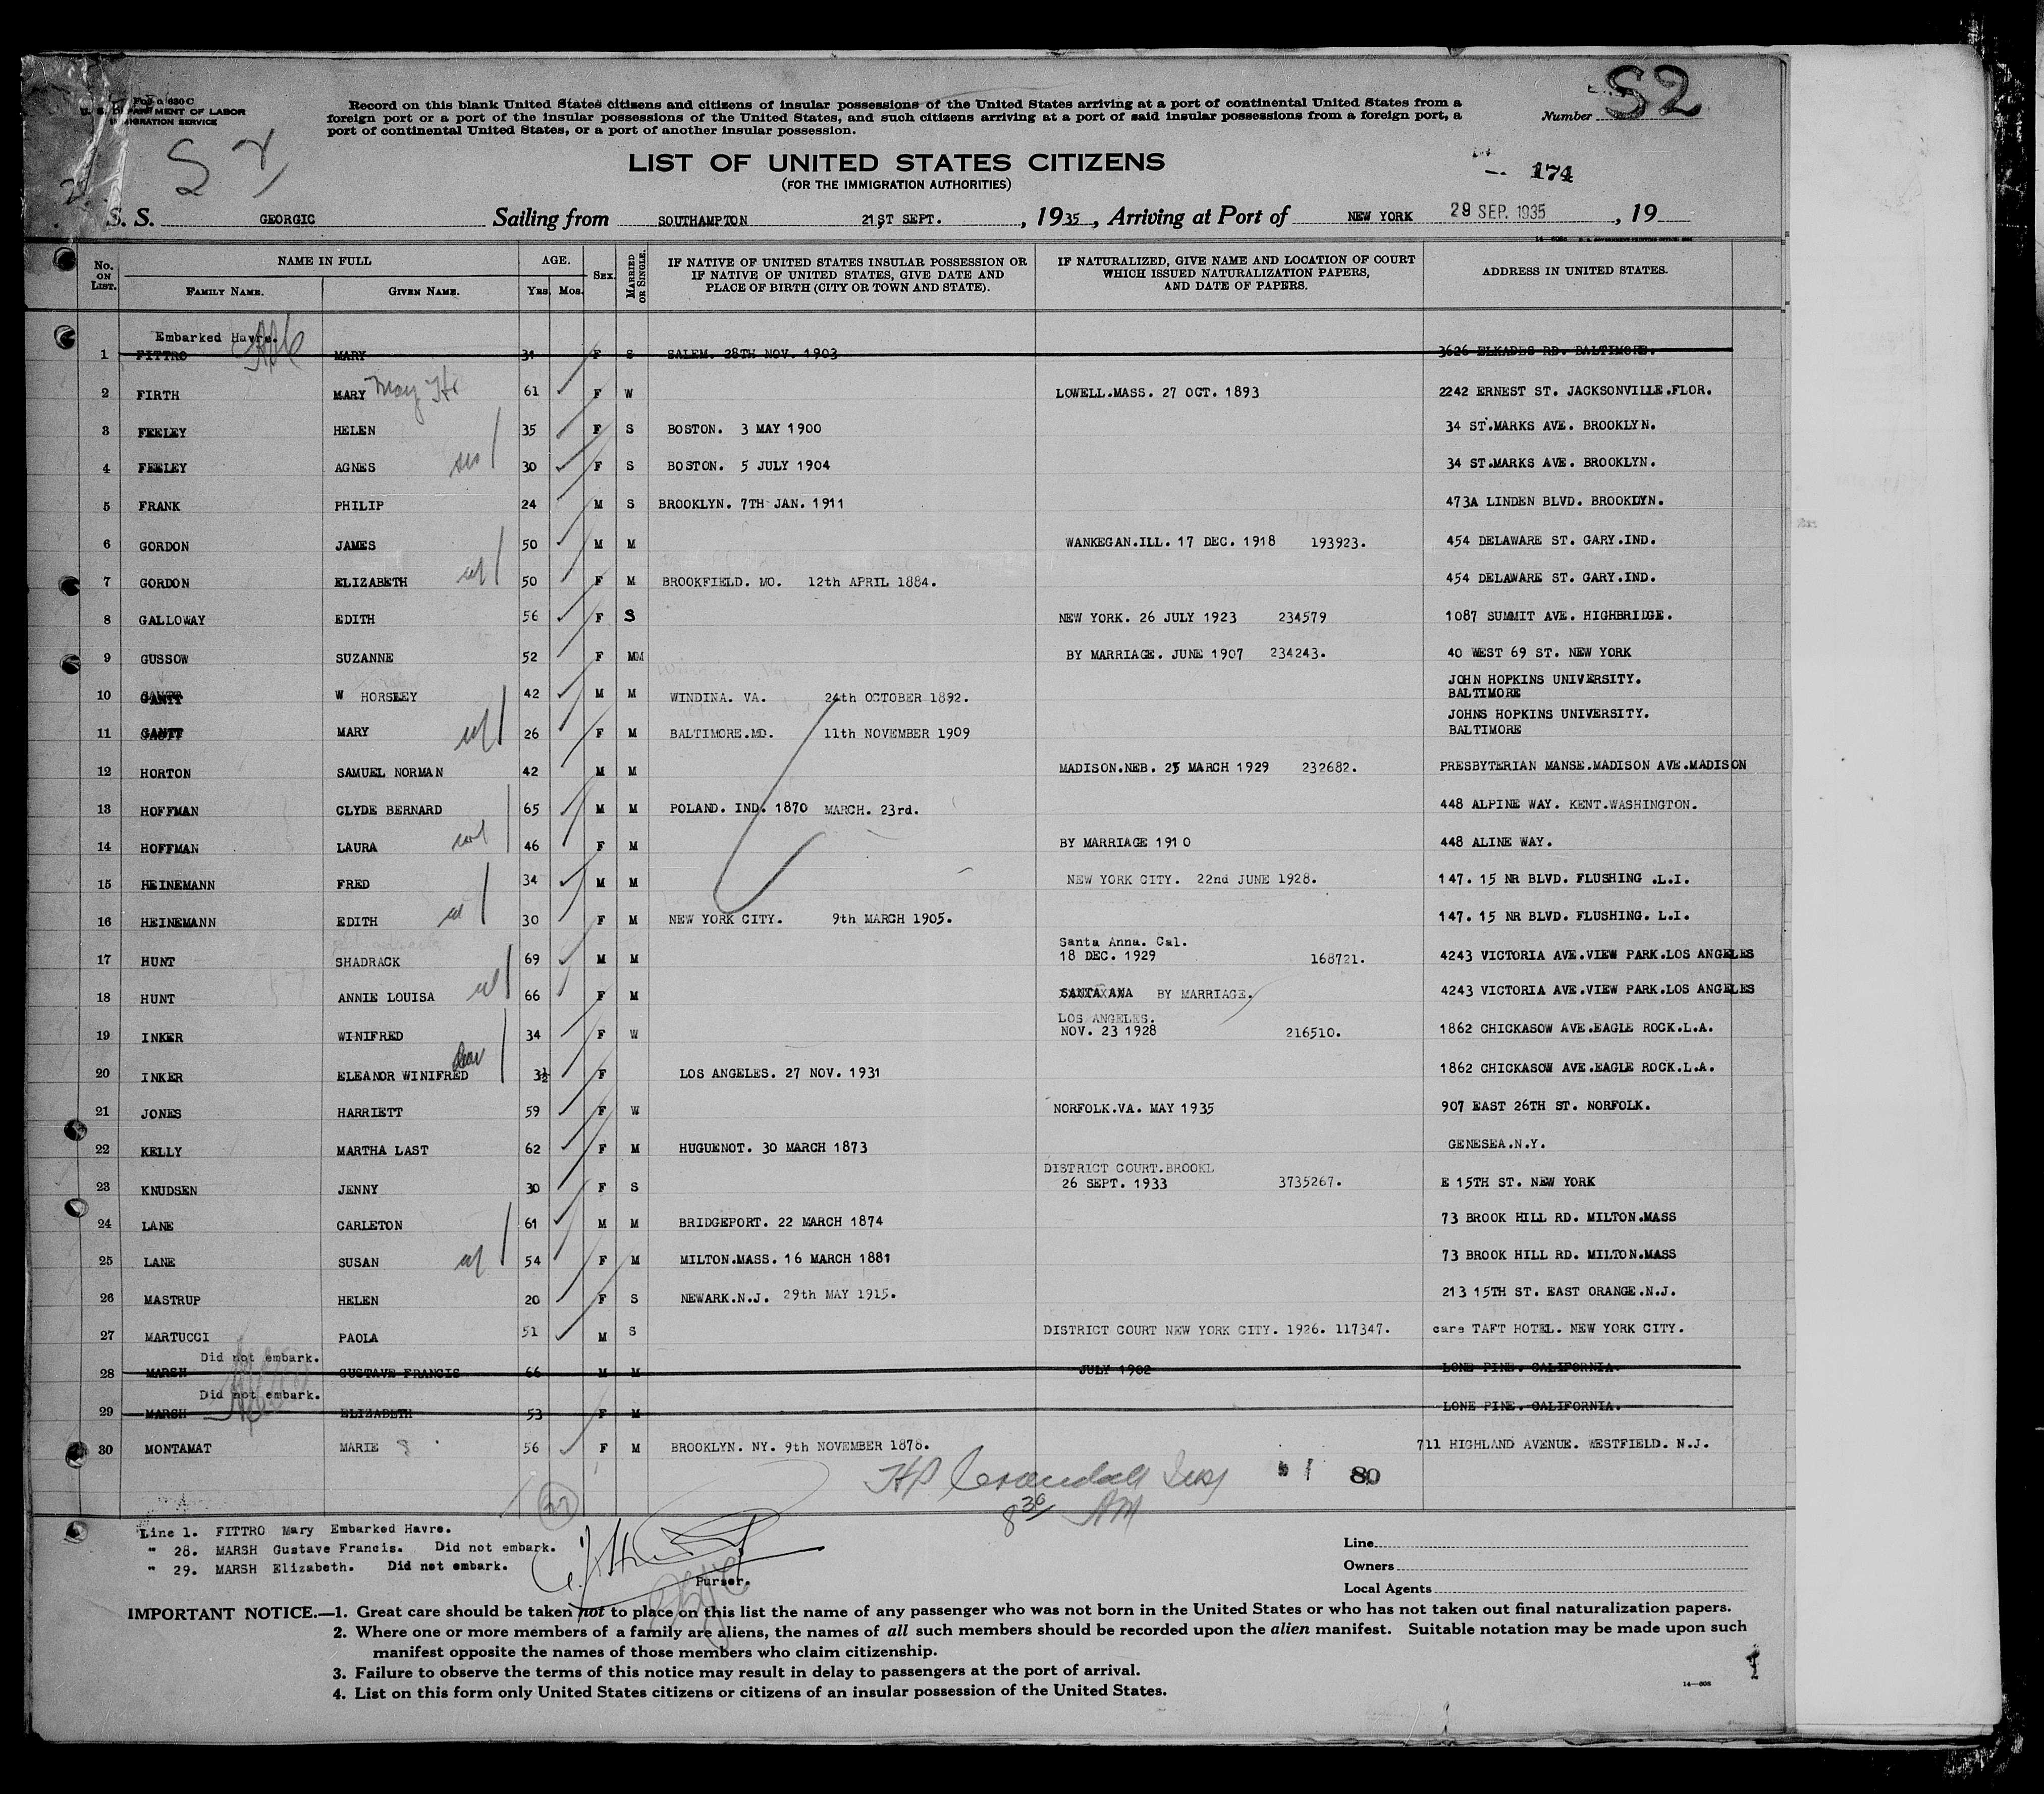 Form 630 C
U. S. DEPARTMENT OF LABOR
IMMIGRATION SERVICE
Record on this blank United States citizens and citizens of insular possessions of the United States arriving at a port of continental United States from a
foreign port or a port of the insular possessions of the United States, and such citizens arriving at a port of said insular possessions from a foreign port, a
port of continental United States, or a port of another insular possession.
Number S2
LIST OF UNITED STATES CITIZENS
(FOR THE IMMIGRATION AUTHORITIES)
174
S. S. GEORGIC Sailing from SOUTHAMPTON 21ST SEPT. , 1935 , Arriving at Port of NEW YORK 29 SEP. 1935 , 19
No. ON LIST. NAME IN FULL FAMILY NAME. GIVEN NAME. AGE. Yrs. Mos. SEX. MARRIED OR SINGLE. IF NATIVE OF UNITED STATES INSULAR POSSESSION OR IF NATIVE OF UNITED STATES, GIVE DATE AND PLACE OF BIRTH (CITY OR TOWN AND STATE). IF NATURALIZED, GIVE NAME AND LOCATION OF COURT WHICH ISSUED NATURALIZATION PAPERS, AND DATE OF PAPERS. ADDRESS IN UNITED STATES.
Embarked Havre.
1 FITTRO MARY 31 F S SALEM. 28TH NOV. 1903 3626 ELKADES RD. BALTIMORE.
2 FIRTH MARY May 61 F W LOWELL.MASS. 27 OCT. 1893 2242 ERNEST ST. JACKSONVILLE.FLOR.
3 FEELEY HELEN 35 F S BOSTON. 3 MAY 1900 34 ST.MARKS AVE. BROOKLYN.
4 FEELEY AGNES sis 30 F S BOSTON. 5 JULY 1904 34 ST.MARKS AVE. BROOKLYN.
5 FRANK PHILIP 24 M S BROOKLYN. 7TH JAN. 1911 473A LINDEN BLVD. BROOKLYN.
6 GORDON JAMES 50 M M WANKEGAN.ILL. 17 DEC. 1918 193923. 454 DELAWARE ST. GARY.IND.
7 GORDON ELIZABETH wf 50 F M BROOKFIELD. MO. 12th APRIL 1884. 454 DELAWARE ST. GARY.IND.
8 GALLOWAY EDITH 56 F S NEW YORK. 26 JULY 1923 234579 1087 SUMMIT AVE. HIGHBRIDGE.
9 GUSSOW SUZANNE 52 F MM BY MARRIAGE. JUNE 1907 234243. 40 WEST 69 ST. NEW YORK
10 GANTT W HORSLEY 42 M M WINDINA. VA. 24th OCTOBER 1892. JOHN HOPKINS UNIVERSITY. BALTIMORE
11 GANTT MARY wf 26 F M BALTIMORE.MD. 11th NOVEMBER 1909 JOHNS HOPKINS UNIVERSITY. BALTIMORE
12 HORTON SAMUEL NORMAN 42 M M MADISON.NEB. 25 MARCH 1929 232682. PRESBYTERIAN MANSE.MADISON AVE.MADISON
13 HOFFMAN CLYDE BERNARD 65 M M POLAND. IND. 1870 MARCH. 23rd. 448 ALPINE WAY. KENT.WASHINGTON.
14 HOFFMAN LAURA wf 46 F M BY MARRIAGE 1910 448 ALINE WAY.
15 HEINEMANN FRED 34 M M NEW YORK CITY. 22nd JUNE 1928. 147. 15 NR BLVD. FLUSHING .L.I.
16 HEINEMANN EDITH w 30 F M NEW YORK CITY. 9th MARCH 1905. 147. 15 NR BLVD. FLUSHING. L.I.
17 HUNT SHADRACK 69 M M Santa Anna. Cal. 18 DEC. 1929 168721. 4243 VICTORIA AVE.VIEW PARK.LOS ANGELES
18 HUNT ANNIE LOUISA wf 66 F M SANTA ANA BY MARRIAGE. 4243 VICTORIA AVE.VIEW PARK.LOS ANGELES
19 INKER WINIFRED 34 F W LOS ANGELES. NOV. 23 1928 216510. 1862 CHICKASOW AVE.EAGLE ROCK.L.A.
20 INKER ELEANOR WINIFRED dau 3½ F LOS ANGELES. 27 NOV. 1931 1862 CHICKASOW AVE.EAGLE ROCK.L.A.
21 JONES HARRIETT 59 F W NORFOLK.VA. MAY 1935 907 EAST 26TH ST. NORFOLK.
22 KELLY MARTHA LAST 62 F M HUGUENOT. 30 MARCH 1873 GENESEA.N.Y.
23 KNUDSEN JENNY 30 F S DISTRICT COURT.BROOKL 26 SEPT. 1933 3735267. E 15TH ST. NEW YORK
24 LANE CARLETON 61 M M BRIDGEPORT. 22 MARCH 1874 73 BROOK HILL RD. MILTON.MASS
25 LANE SUSAN wf 54 F M MILTON.MASS. 16 MARCH 1881 73 BROOK HILL RD. MILTON.MASS
26 MASTRUP HELEN 20 F S NEWARK.N.J. 29th MAY 1915. 213 15TH ST. EAST ORANGE.N.J.
27 MARTUCCI PAOLA 51 M S DISTRICT COURT NEW YORK CITY. 1926. 117347. care TAFT HOTEL. NEW YORK CITY.
Did not embark.
28 MARSH GUSTAVE FRANCIS 66 M M JULY 1902 LONE PINE. CALIFORNIA.
Did not embark.
29 MARSH ELIZABETH 53 F M LONE PINE. CALIFORNIA.
30 MONTAMAT MARIE 56 F M BROOKLYN. NY. 9th NOVEMBER 1878. 711 HIGHLAND AVENUE. WESTFIELD. N.J.
HP Crandall Insp 80
8 30 AM
Line 1. FITTRO Mary Embarked Havre.
" 28. MARSH Gustave Francis. Did not embark.
" 29. MARSH Elizabeth. Did not embark.
Purser.
Line
Owners
Local Agents
IMPORTANT NOTICE.—1. Great care should be taken not to place on this list the name of any passenger who was not born in the United States or who has not taken out final naturalization papers.
2. Where one or more members of a family are aliens, the names of all such members should be recorded upon the alien manifest. Suitable notation may be made upon such
manifest opposite the names of those members who claim citizenship.
3. Failure to observe the terms of this notice may result in delay to passengers at the port of arrival.
4. List on this form only United States citizens or citizens of an insular possession of the United States.
14—608